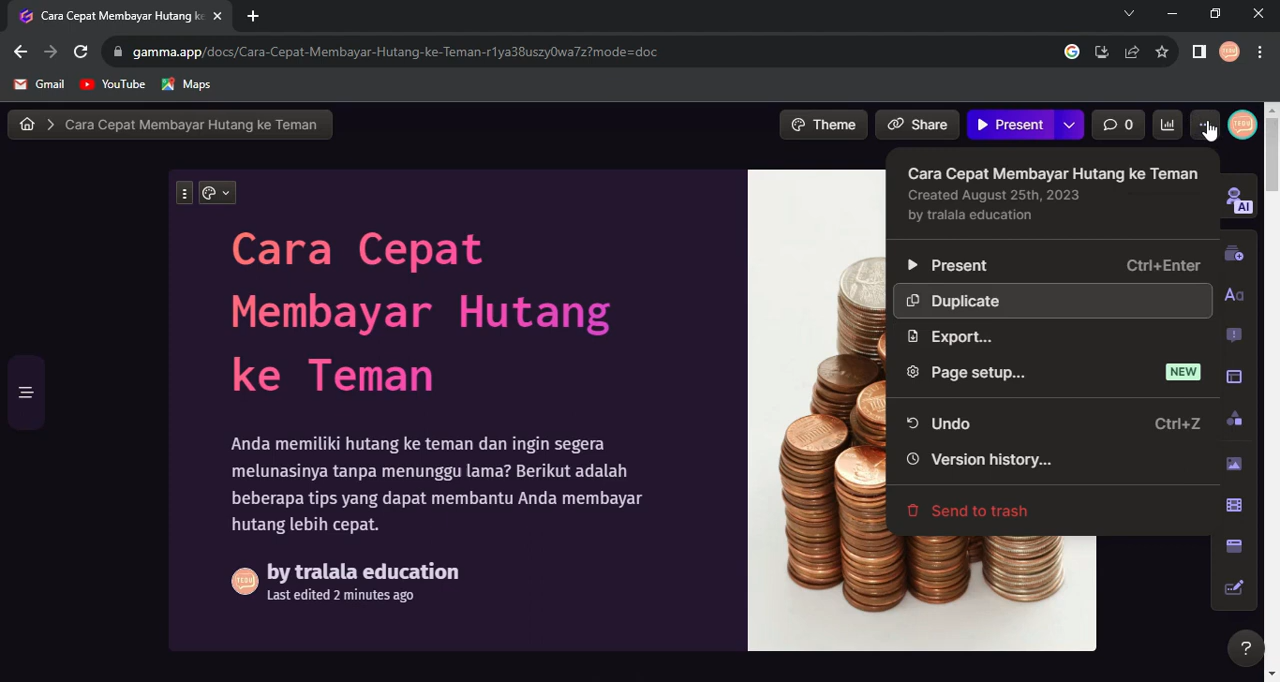 Cara Cepat Membayar Hutang ke
gamma.app/docs/Cara-Cepat-Membayar-Hutang-ke-Teman-r1ya38uszy0wa7z?mode=doc
Gmail YouTube Maps
Cara Cepat Membayar Hutang ke Teman
Theme Share Present 0
Cara Cepat Membayar Hutang ke Teman
Created August 25th, 2023
by tralala education
Present Ctrl+Enter
Duplicate
Export...
Page setup... NEW
Undo Ctrl+Z
Version history...
Send to trash
AI
Aa
Cara Cepat
Membayar Hutang
ke Teman
Anda memiliki hutang ke teman dan ingin segera
melunasinya tanpa menunggu lama? Berikut adalah
beberapa tips yang dapat membantu Anda membayar
hutang lebih cepat.
by tralala education
Last edited 2 minutes ago
?